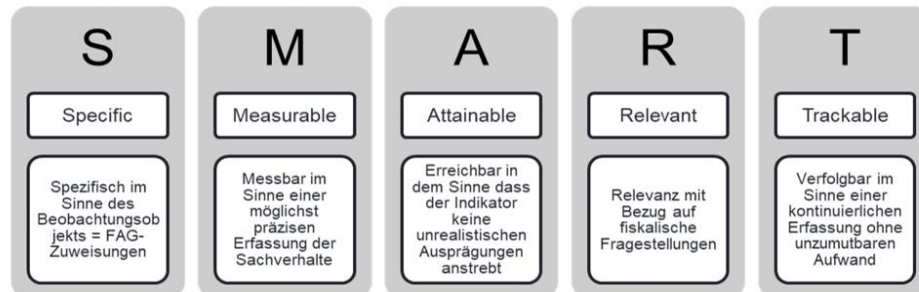 S
Specific
Spezifisch im
Sinne des
Beobachtungsob
jekts = FAG-
Zuweisungen
M
Measurable
Messbar im
Sinne einer
möglichst
präzisen
Erfassung der
Sachverhalte
A
Attainable
Erreichbar in
dem Sinne dass
der Indikator
keine
unrealistischen
Ausprägungen
anstrebt
R
Relevant
Relevanz mit
Bezug auf
fiskalische
Fragestellungen
T
Trackable
Verfolgbar im
Sinne einer
kontinuierlichen
Erfassung ohne
unzumutbaren
Aufwand